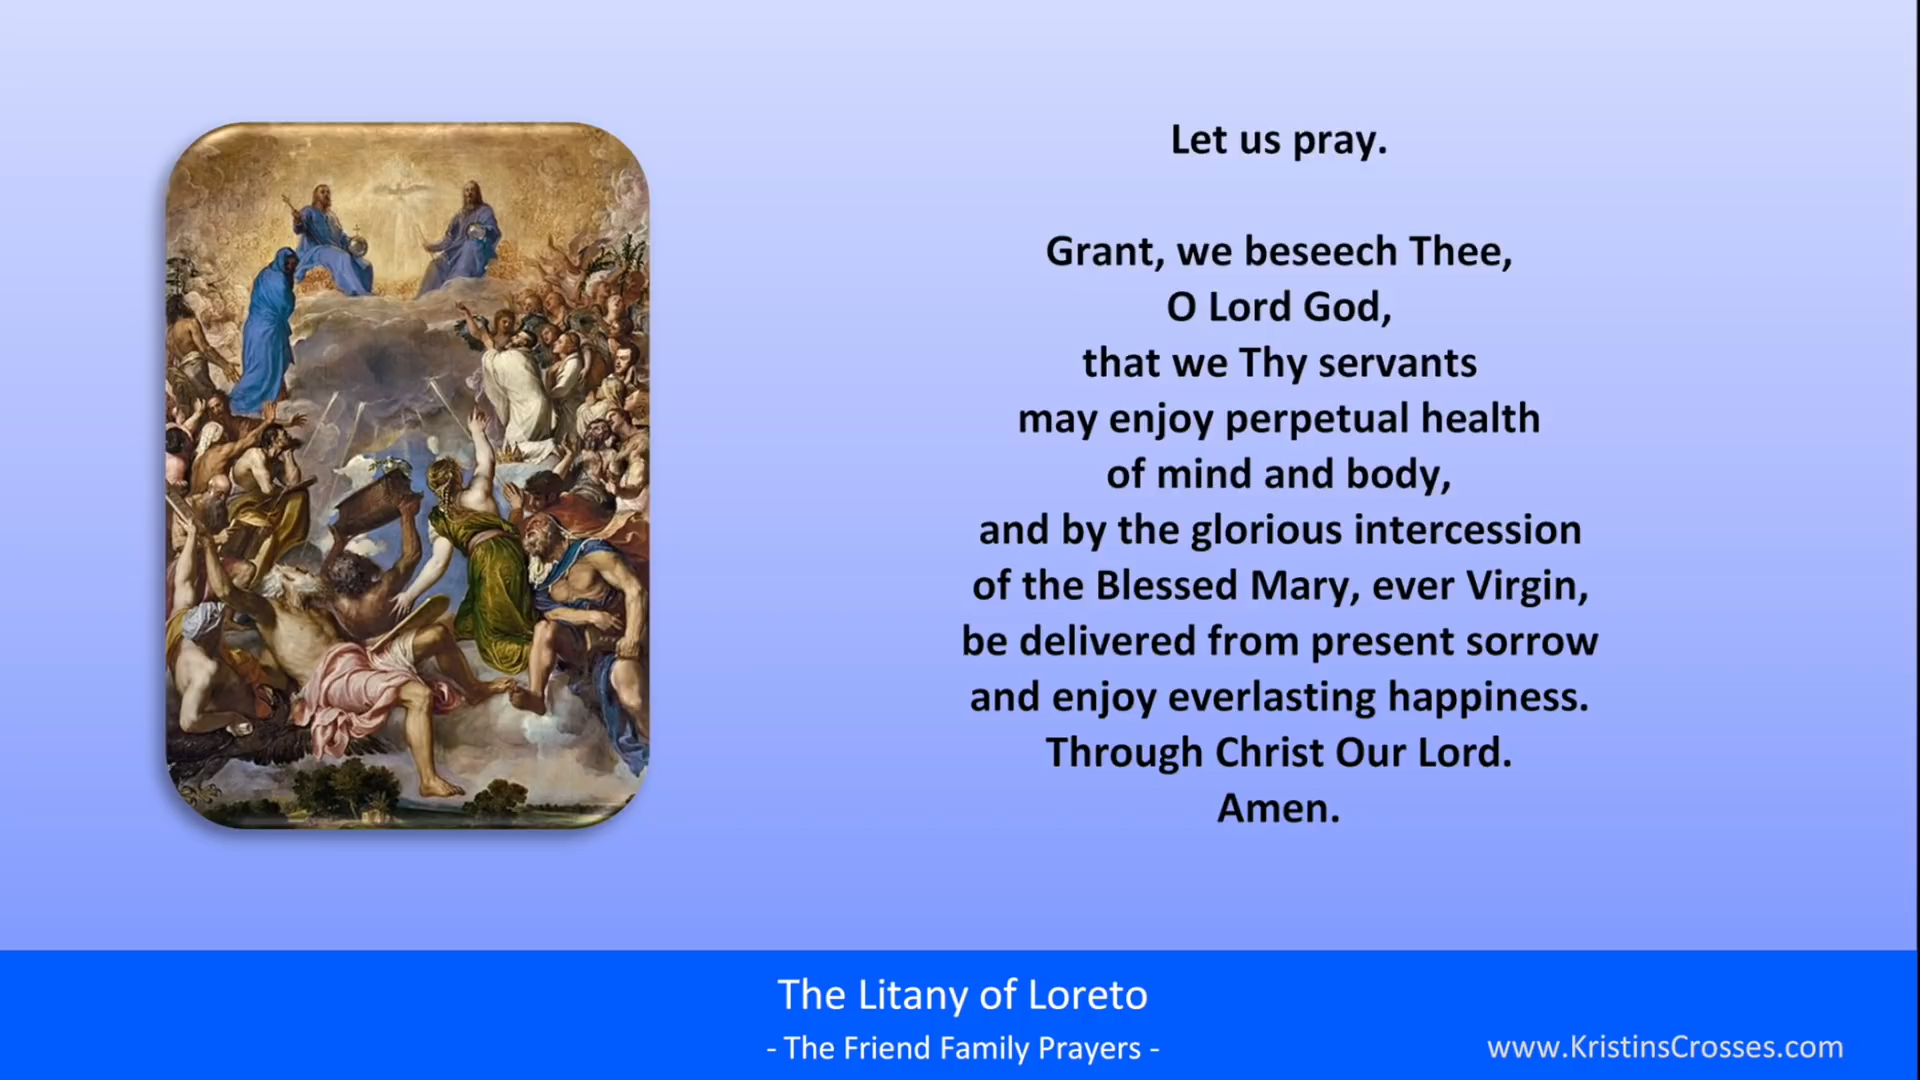 Let us pray.
Grant, we beseech Thee,
O Lord God,
that we Thy servants
may enjoy perpetual health
of mind and body,
and by the glorious intercession
of the Blessed Mary, ever Virgin,
be delivered from present sorrow
and enjoy everlasting happiness.
Through Christ Our Lord.
Amen.
The Litany of Loreto
- The Friend Family Prayers -
www.KristinsCrosses.com